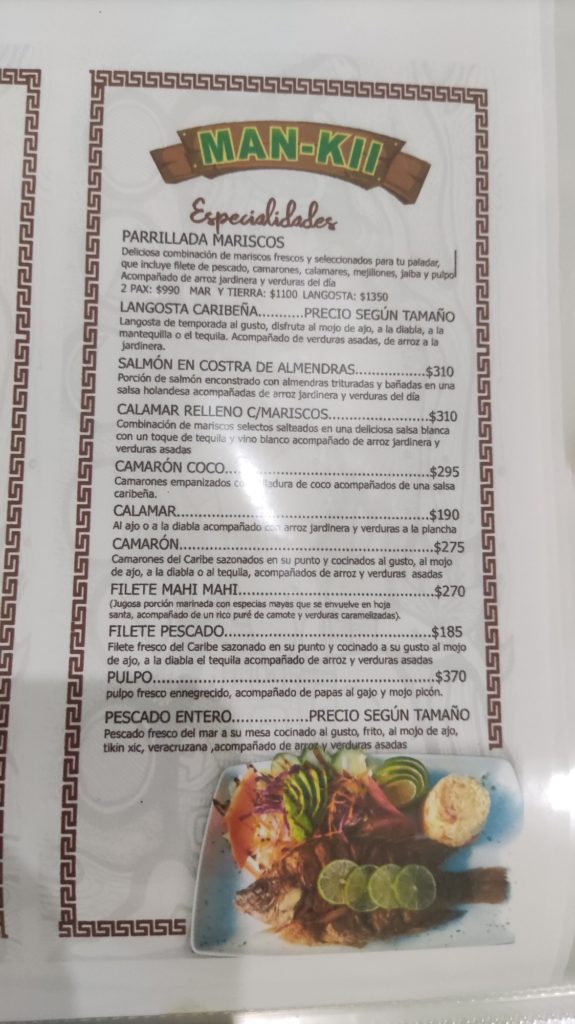 MAN-KII
Especialidades
PARRILLADA MARISCOS
Deliciosa combinación de mariscos frescos y seleccionados para tu paladar,
que incluye filete de pescado, camarones, calamares, mejillones, jaiba y pulpo
Acompañado de arroz jardinera y verduras del día
2 PAX: $990 MAR Y TIERRA: $1100 LANGOSTA: $1350
LANGOSTA CARIBEÑA..........PRECIO SEGÚN TAMAÑO
Langosta de temporada al gusto, disfruta al mojo de ajo, a la diabla, a la
mantequilla o el tequila. Acompañado de verduras asadas, de arroz a la
jardinera.
SALMÓN EN COSTRA DE ALMENDRAS................$310
Porción de salmón enconstrado con almendras trituradas y bañadas en una
salsa holandesa acompañadas de arroz jardinera y verduras del día
CALAMAR RELLENO C/MARISCOS......................$310
Combinación de mariscos selectos salteados en una deliciosa salsa blanca
con un toque de tequila y vino blanco acompañado de arroz jardinera y
verduras asadas
CAMARÓN COCO............................................$295
Camarones empanizados de coco acompañados de una salsa
caribeña.
CALAMAR.......................................................$190
Al ajo o a la diabla acompañado con arroz jardinera y verduras a la plancha
CAMARÓN.......................................................$275
Camarones del Caribe sazonados en su punto y cocinados al gusto, al mojo
de ajo, a la diabla o al tequila, acompañados de arroz y verduras asadas
FILETE MAHI MAHI...........................................$270
(Jugosa porción marinada con especias mayas que se envuelve en hoja
santa, acompañado de un rico puré de camote y verduras caramelizadas).
FILETE PESCADO.............................................$185
Filete fresco del Caribe sazonado en su punto y cocinado a su gusto al mojo
de ajo, a la diabla el tequila acompañado de arroz y verduras asadas
PULPO............................................................$370
pulpo fresco ennegrecido, acompañado de papas al gajo y mojo picón.
PESCADO ENTERO.................PRECIO SEGÚN TAMAÑO
Pescado fresco del mar a su mesa cocinado al gusto, frito, al mojo de ajo,
tikin xic, veracruzana ,acompañado de arroz y verduras asadas